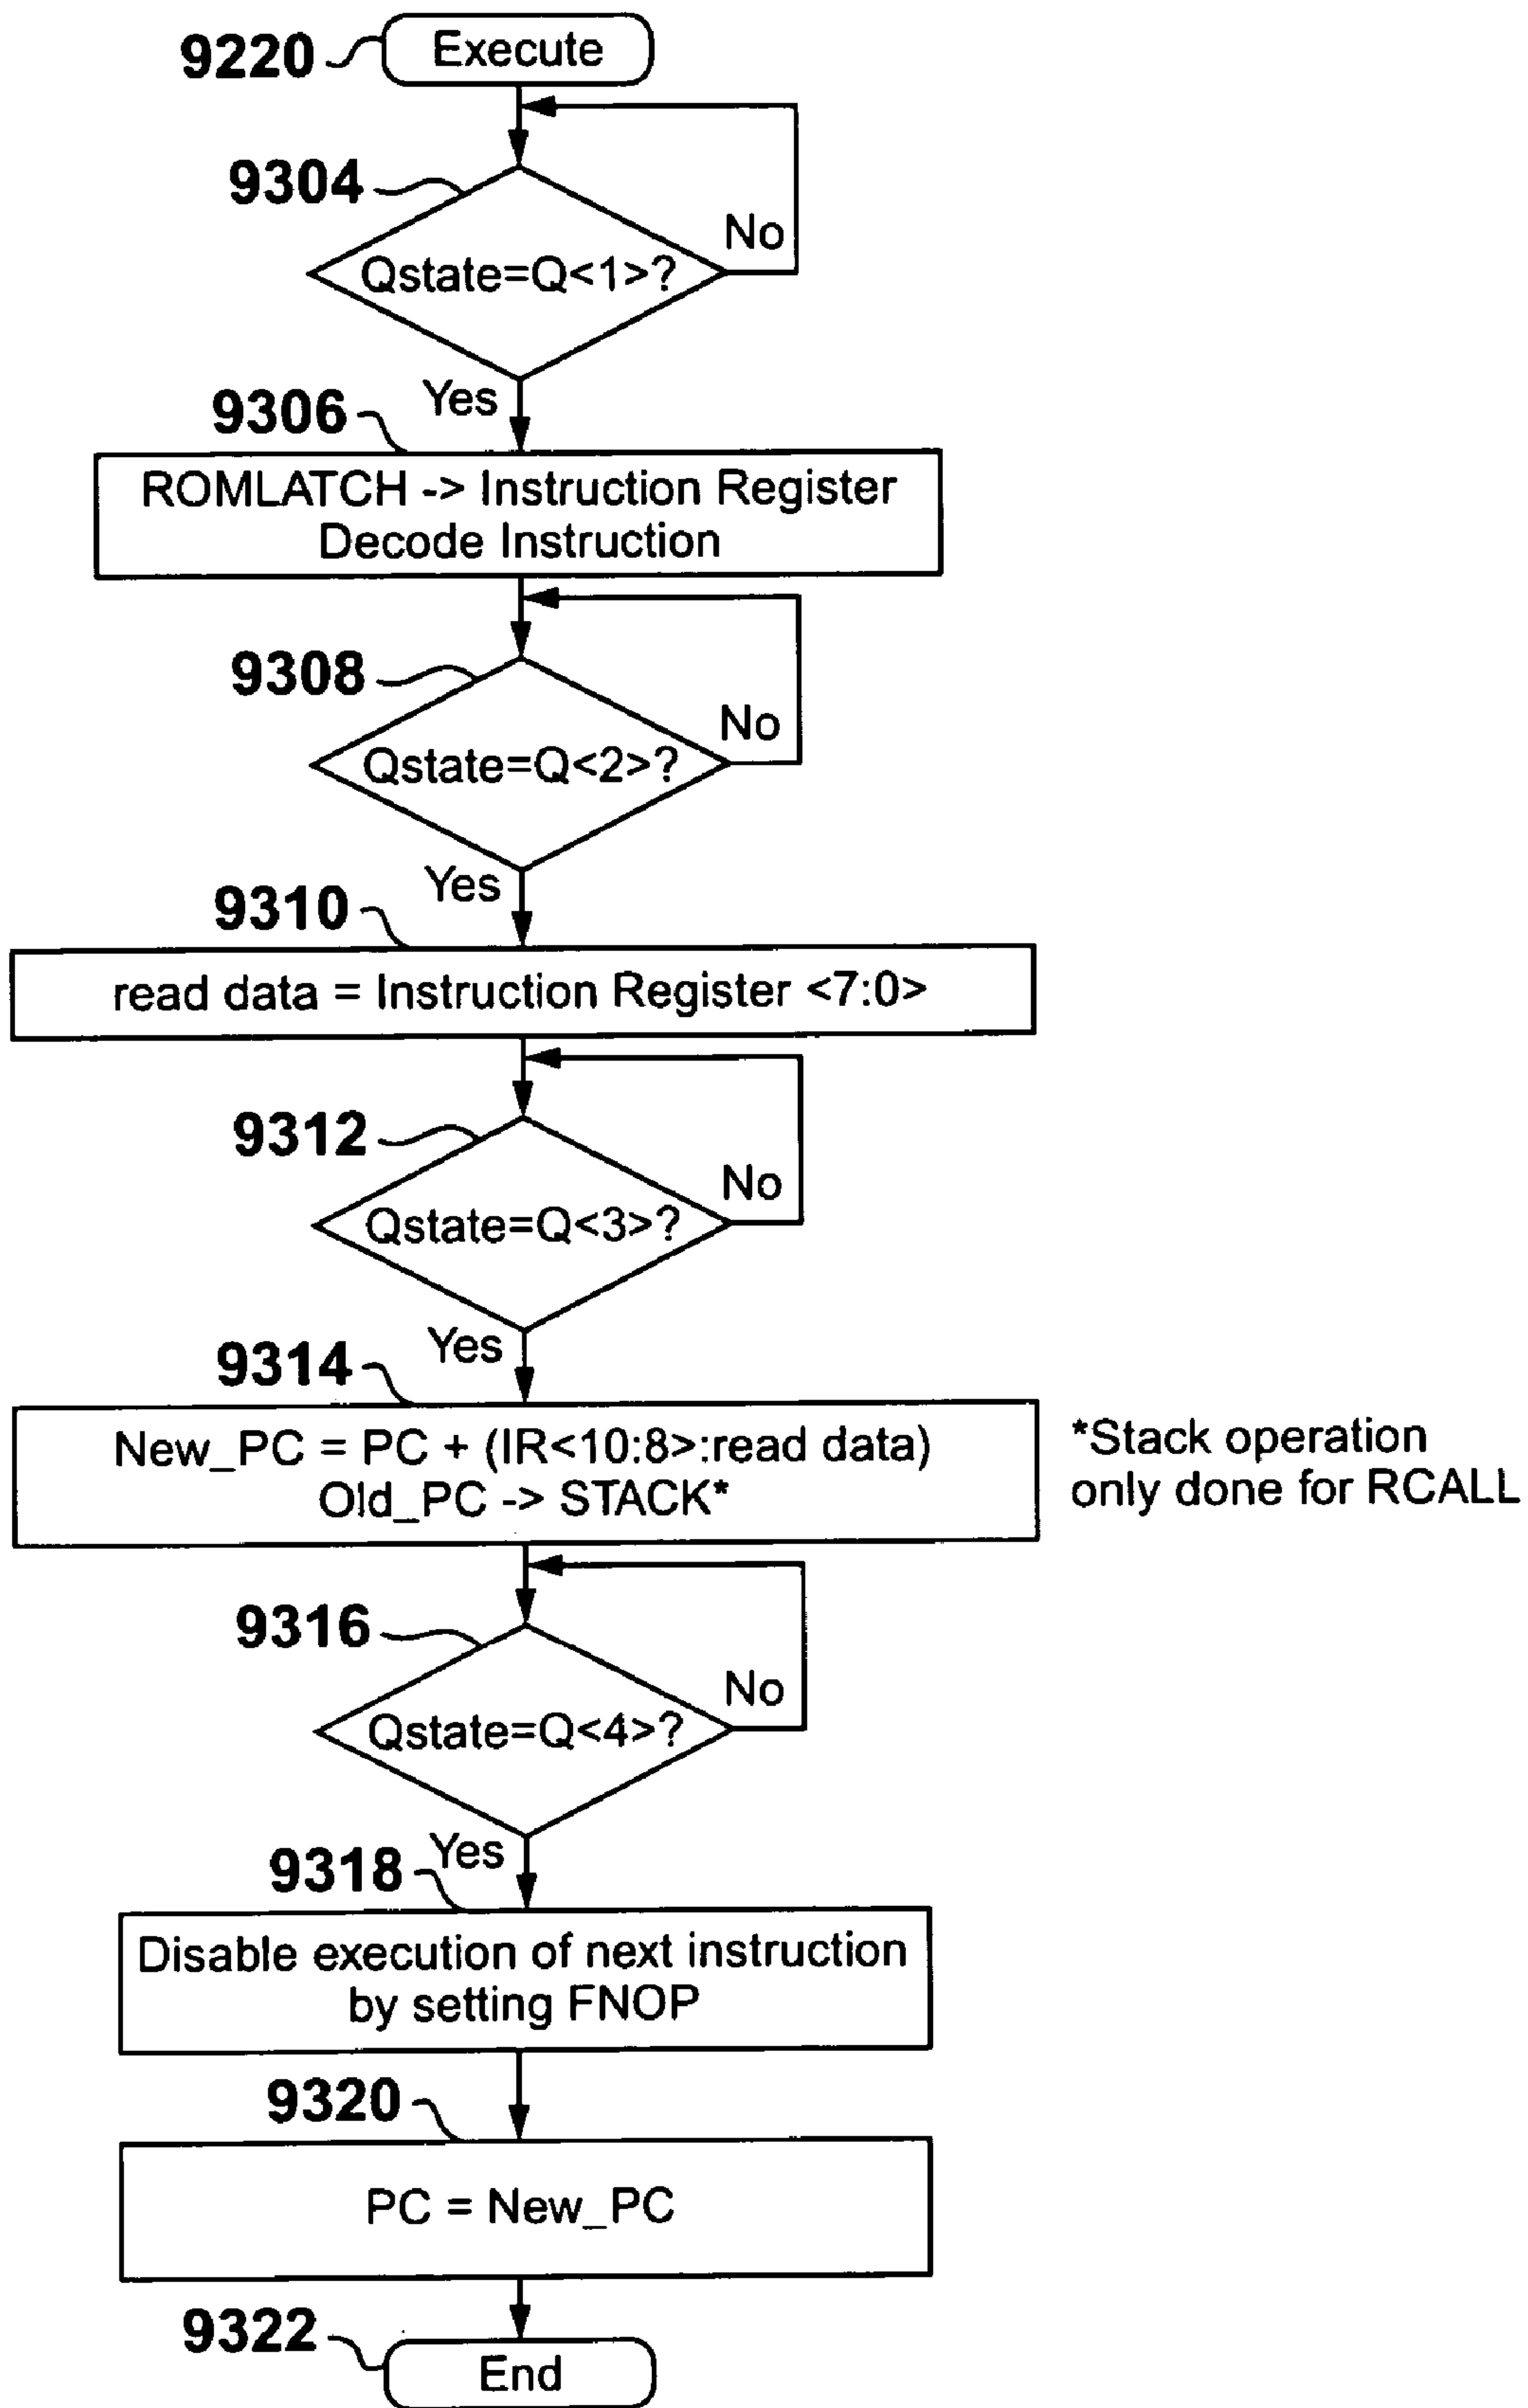 9220
Execute
9304
No
Qstate=Q<1>?
Yes
9306
ROMLATCH -> Instruction Register
Decode Instruction
9308
No
Qstate=Q<2>?
Yes
9310
read data = Instruction Register <7:0>
9312
No
Qstate=Q<3>?
Yes
9314
New_PC = PC + (IR<10:8>:read data)
Old_PC -> STACK*
*Stack operation
only done for RCALL
9316
No
Qstate=Q<4>?
Yes
9318
Disable execution of next instruction
by setting FNOP
9320
PC = New_PC
9322
End